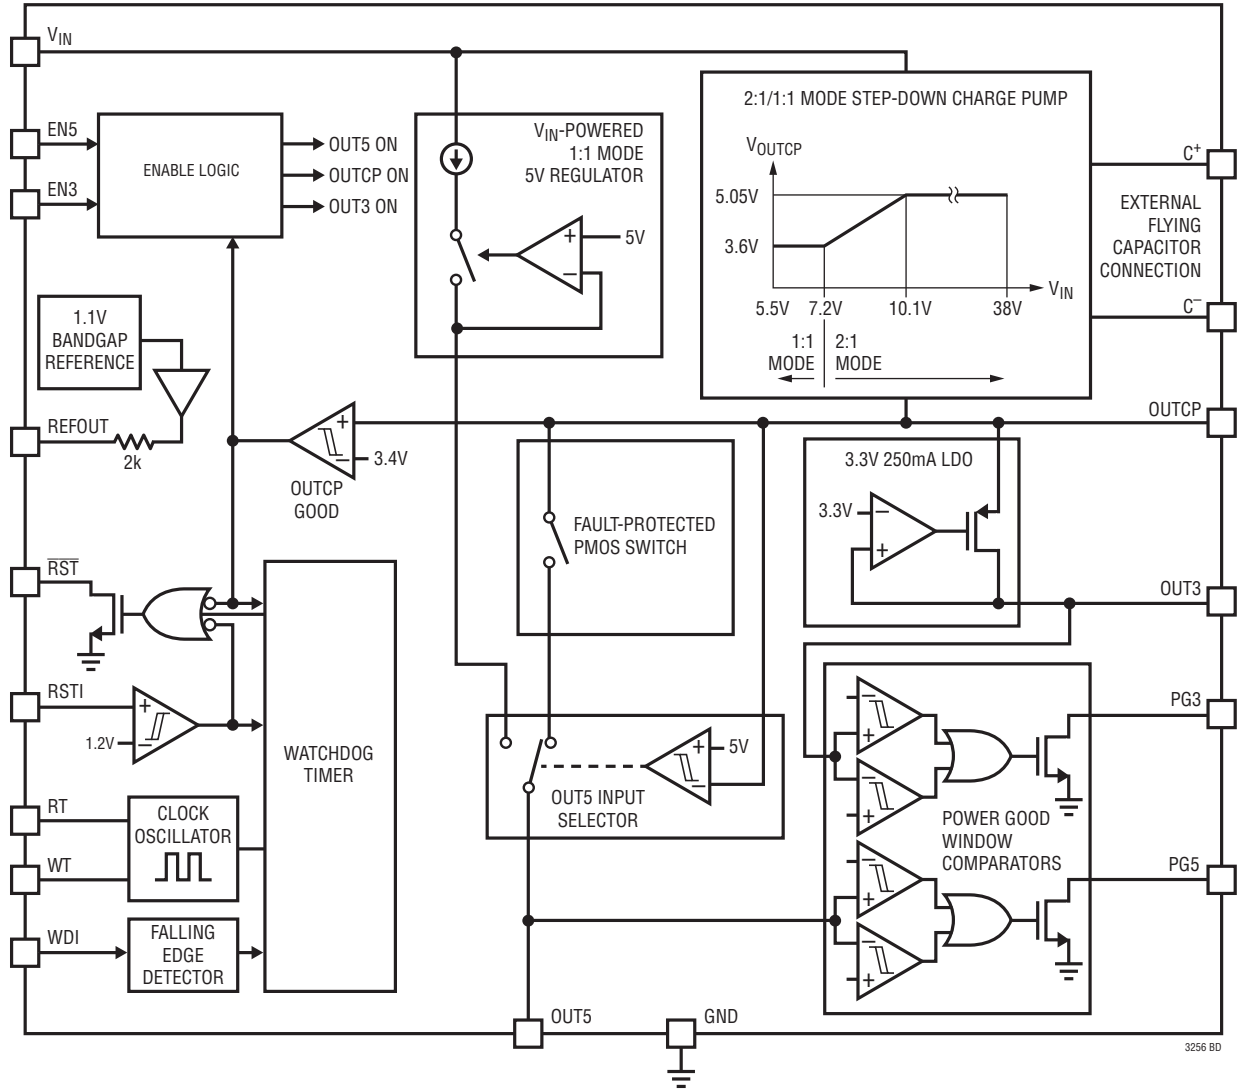 VIN
EN5
EN3
ENABLE LOGIC
OUT5 ON
OUTCP ON
OUT3 ON
VIN-POWERED
1:1 MODE
5V REGULATOR
+
–
5V
2:1/1:1 MODE STEP-DOWN CHARGE PUMP
VOUTCP
5.05V
3.6V
5.5V 7.2V 10.1V 38V
VIN
1:1
MODE
2:1
MODE
C+
EXTERNAL
FLYING
CAPACITOR
CONNECTION
C–
1.1V
BANDGAP
REFERENCE
REFOUT
2k
+
–
3.4V
OUTCP
GOOD
OUTCP
FAULT-PROTECTED
PMOS SWITCH
3.3V 250mA LDO
3.3V
–
+
OUT3
RST
RSTI
+
1.2V
–
WATCHDOG
TIMER
RT
WT
CLOCK
OSCILLATOR
WDI
FALLING
EDGE
DETECTOR
+
5V
–
OUT5 INPUT
SELECTOR
–
+
–
+
POWER GOOD
WINDOW
COMPARATORS
–
+
–
+
PG3
PG5
OUT5
GND
3256 BD